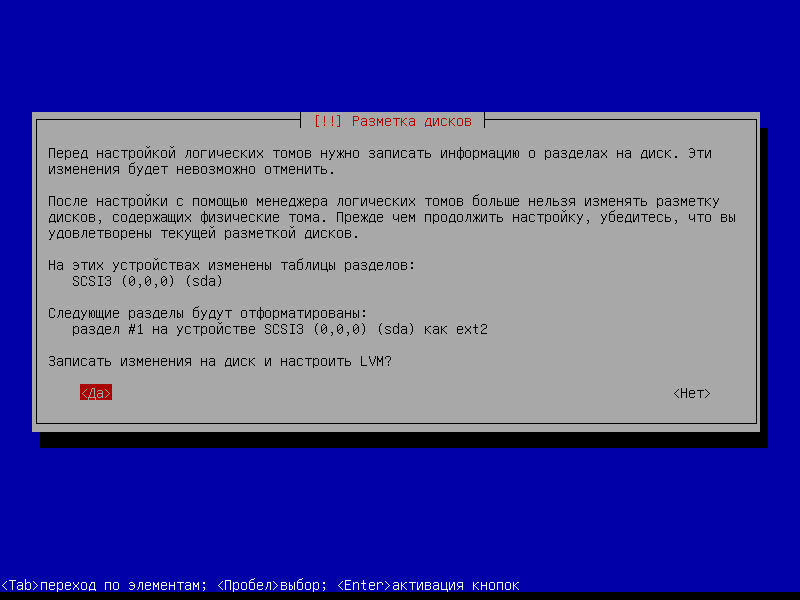 [!!] Разметка дисков
Перед настройкой логических томов нужно записать информацию о разделах на диск. Эти
изменения будет невозможно отменить.
После настройки с помощью менеджера логических томов больше нельзя изменять разметку
дисков, содержащих физические тома. Прежде чем продолжить настройку, убедитесь, что вы
удовлетворены текущей разметкой дисков.
На этих устройствах изменены таблицы разделов:
SCSI3 (0,0,0) (sda)
Следующие разделы будут отформатированы:
раздел #1 на устройстве SCSI3 (0,0,0) (sda) как ext2
Записать изменения на диск и настроить LVM?
<Да> <Нет>
<Tab>переход по элементам; <Пробел>выбор; <Enter>активация кнопок